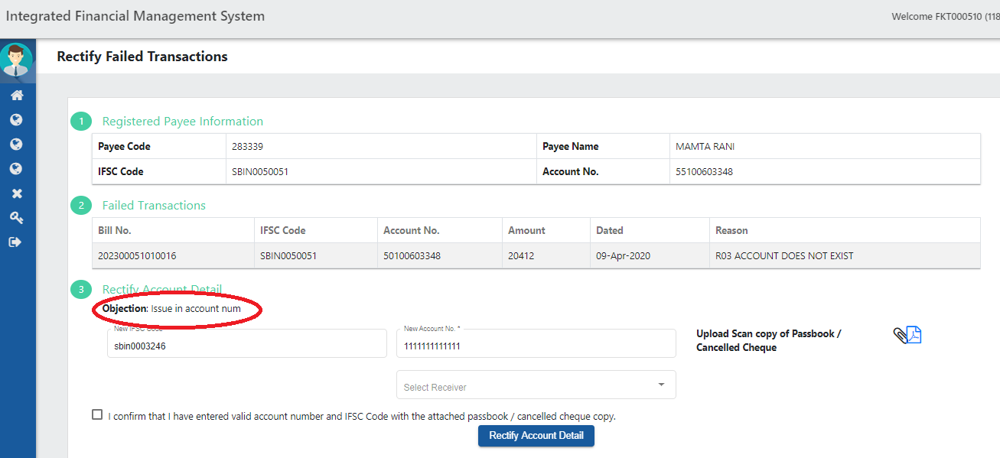 Integrated Financial Management System
Welcome FKT000510 (118
Rectify Failed Transactions
1 Registered Payee Information
Payee Code 283339 Payee Name MAMTA RANI
IFSC Code SBIN0050051 Account No. 55100603348
2 Failed Transactions
Bill No. IFSC Code Account No. Amount Dated Reason
202300051010016 SBIN0050051 50100603348 20412 09-Apr-2020 R03 ACCOUNT DOES NOT EXIST
3 Rectify Account Detail
Objection: Issue in account num
New IFSC Code New Account No. *
sbin0003246 1111111111111
Upload Scan copy of Passbook /
Cancelled Cheque
Select Receiver
I confirm that I have entered valid account number and IFSC Code with the attached passbook / cancelled cheque copy.
Rectify Account Detail